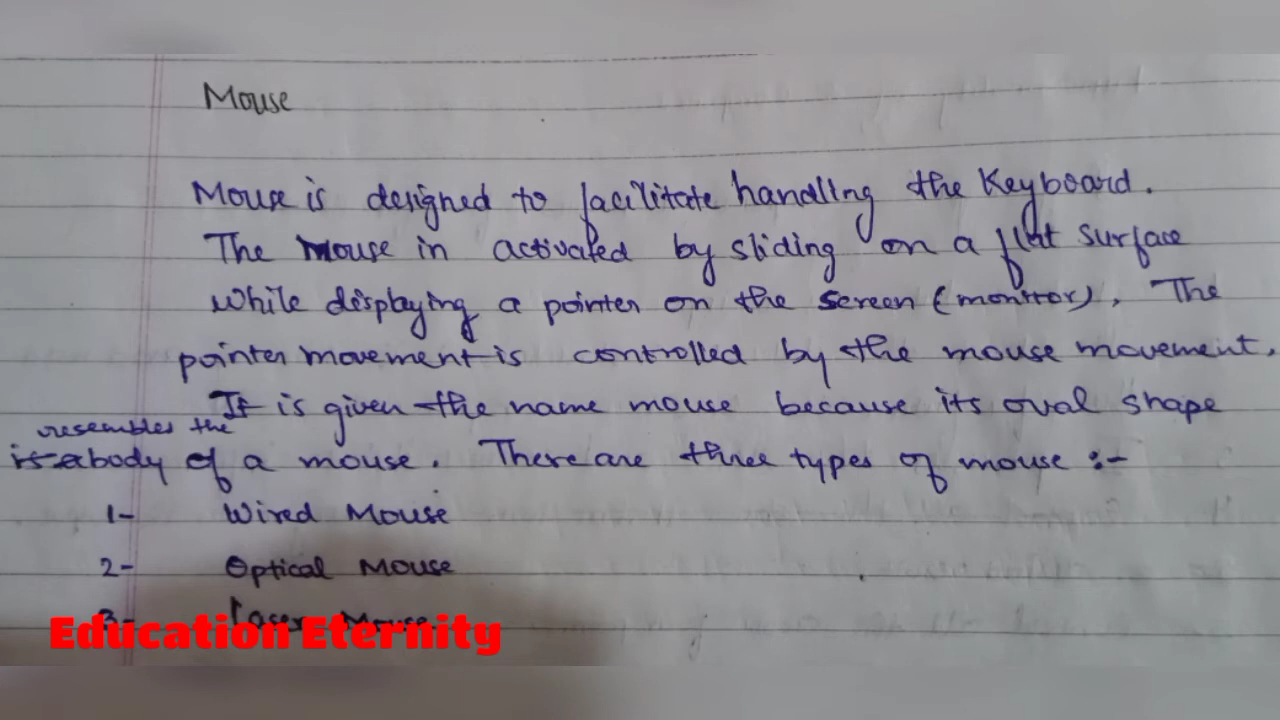 Mouse
Mouse is designed to facilitate handling the Keyboard.
The mouse in activated by sliding on a flat surface
while displaying a pointer on the screen (monitor). The
pointer movement is controlled by the mouse movement.
It is given the name mouse because its oval shape
resembles the
body of a mouse. There are three types of mouse :-
1- Wired Mouse
2- Optical Mouse
3- Laser Mouse.
Education Eternity